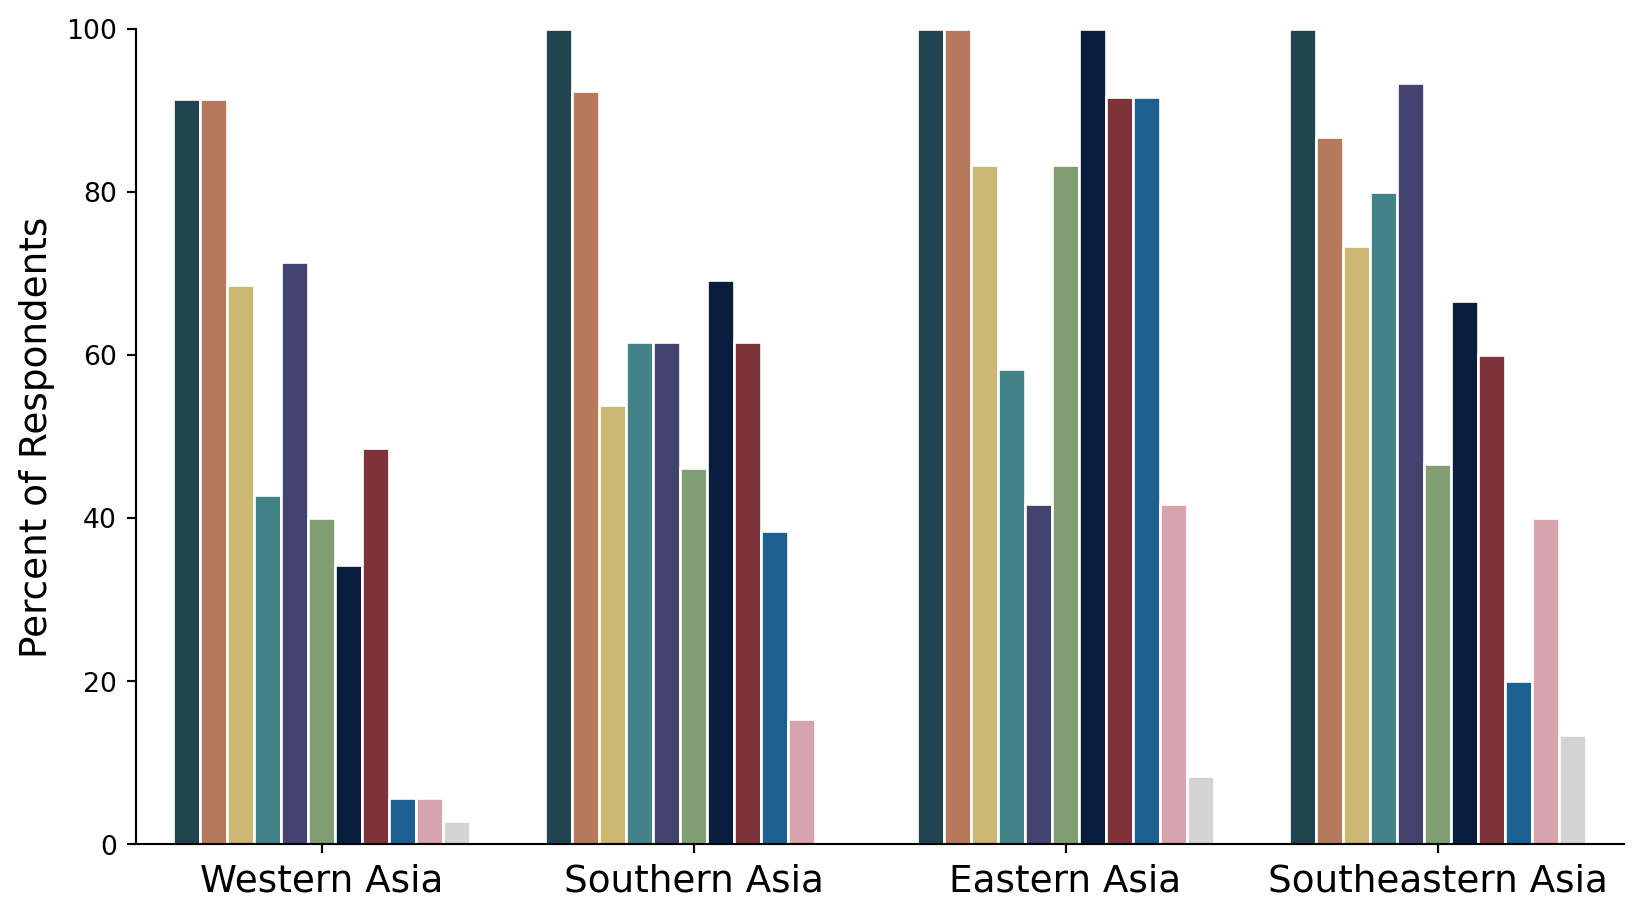 100
80
60
40
20
0
Percent of Respondents
Western Asia
Southern Asia
Eastern Asia
Southeastern Asia